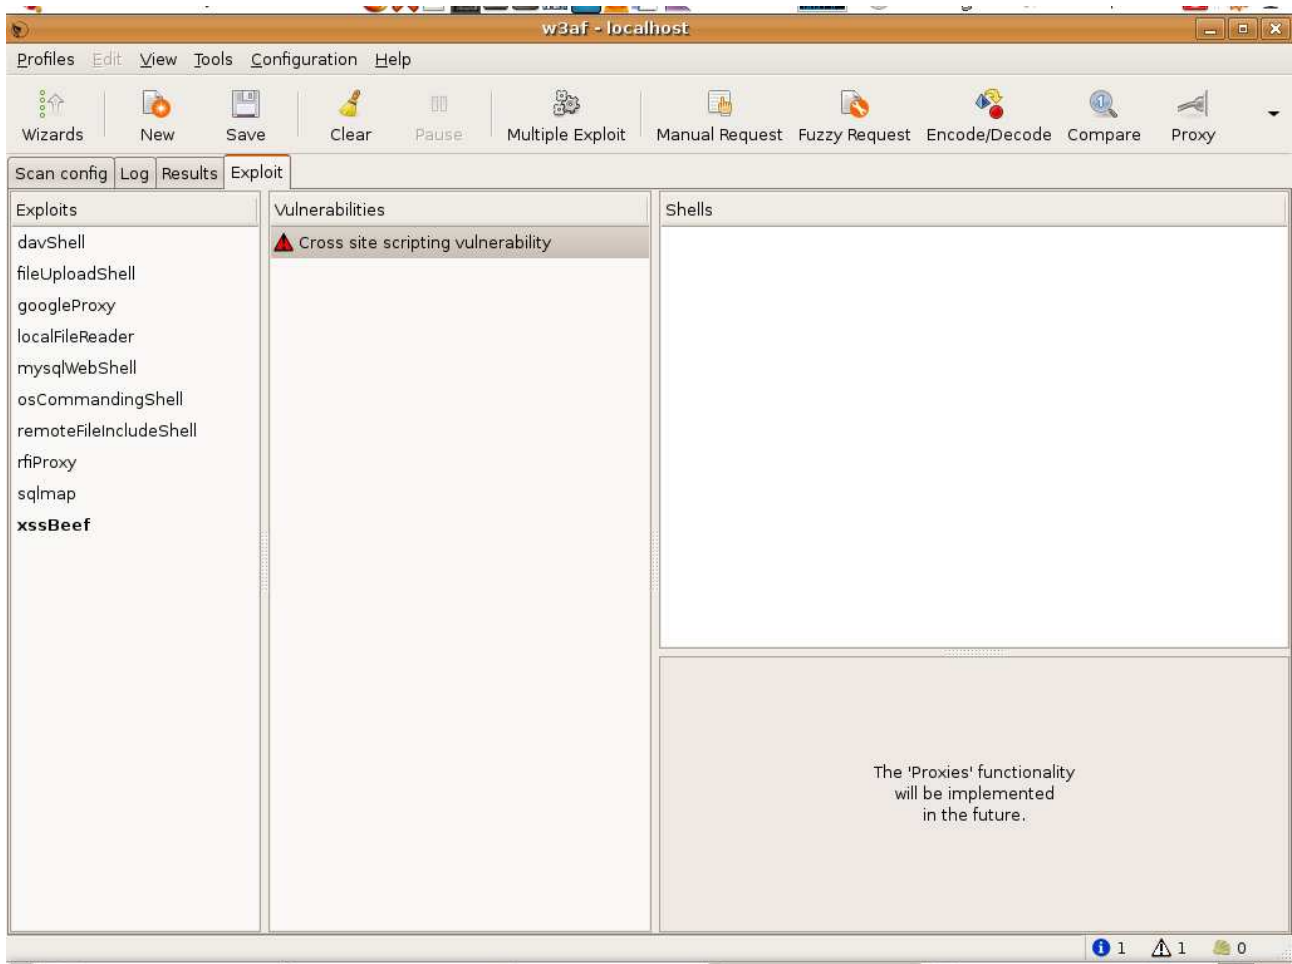 w3af - localhost
Profiles Edit View Tools Configuration Help
Wizards New Save Clear Pause Multiple Exploit Manual Request Fuzzy Request Encode/Decode Compare Proxy
Scan config Log Results Exploit
Exploits Vulnerabilities Shells
davShell Cross site scripting vulnerability
fileUploadShell
googleProxy
localFileReader
mysqlWebShell
osCommandingShell
remoteFileIncludeShell
rfiProxy
sqlmap
xssBeef
The 'Proxies' functionality
will be implemented
in the future.
1 1 0